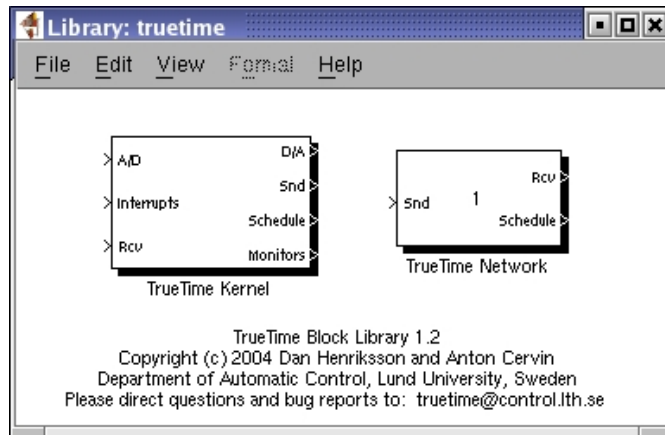 Library: truetime
File Edit View Format Help
A/D
Interrupts
Rcv
D/A
Snd
Schedule
Monitors
TrueTime Kernel
Snd
1
Rcv
Schedule
TrueTime Network
TrueTime Block Library 1.2
Copyright (c) 2004 Dan Henriksson and Anton Cervin
Department of Automatic Control, Lund University, Sweden
Please direct questions and bug reports to: truetime@control.lth.se